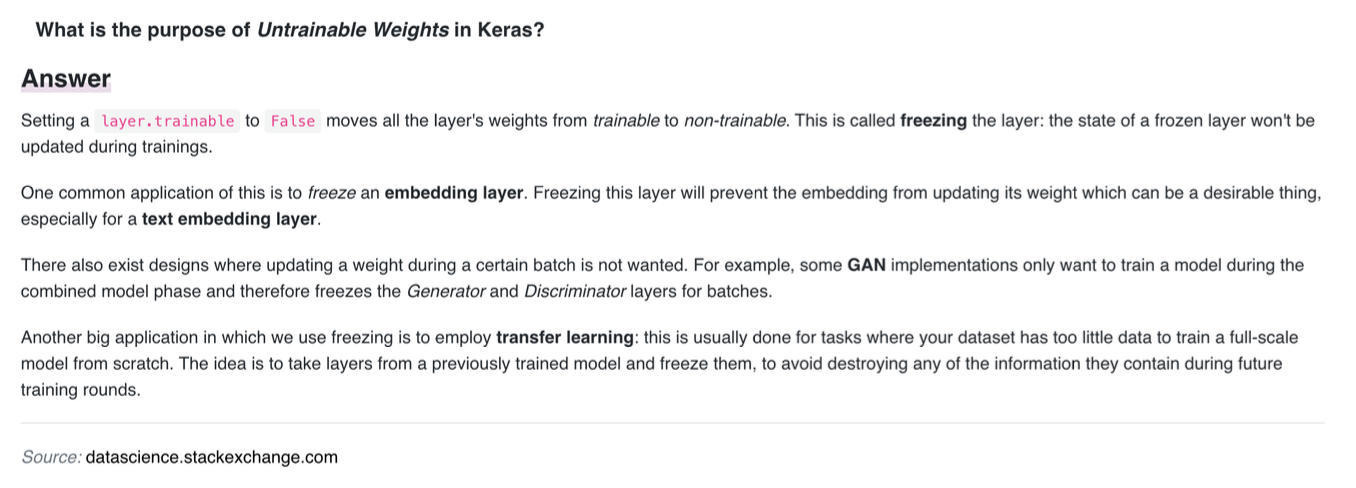 What is the purpose of Untrainable Weights in Keras?
Answer
Setting a layer.trainable to False moves all the layer's weights from trainable to non-trainable. This is called freezing the layer: the state of a frozen layer won't be
updated during trainings.
One common application of this is to freeze an embedding layer. Freezing this layer will prevent the embedding from updating its weight which can be a desirable thing,
especially for a text embedding layer.
There also exist designs where updating a weight during a certain batch is not wanted. For example, some GAN implementations only want to train a model during the
combined model phase and therefore freezes the Generator and Discriminator layers for batches.
Another big application in which we use freezing is to employ transfer learning: this is usually done for tasks where your dataset has too little data to train a full-scale
model from scratch. The idea is to take layers from a previously trained model and freeze them, to avoid destroying any of the information they contain during future
training rounds.
Source: datascience.stackexchange.com